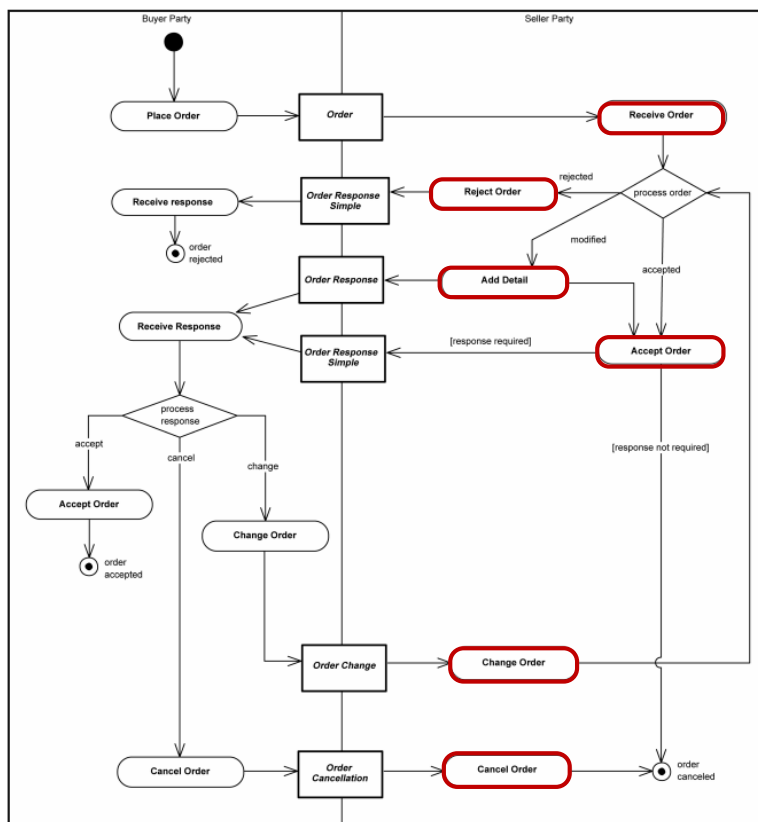 Buyer Party
Seller Party
Place Order
Order
Receive Order
rejected
process order
Reject Order
Order Response
Simple
Receive response
order
rejected
modified
accepted
Add Detail
Order Response
Receive Response
[response required]
Accept Order
Order Response
Simple
process
response
accept
cancel
change
[response not required]
Accept Order
Change Order
order
accepted
Order Change
Change Order
Cancel Order
Order
Cancellation
Cancel Order
order
canceled